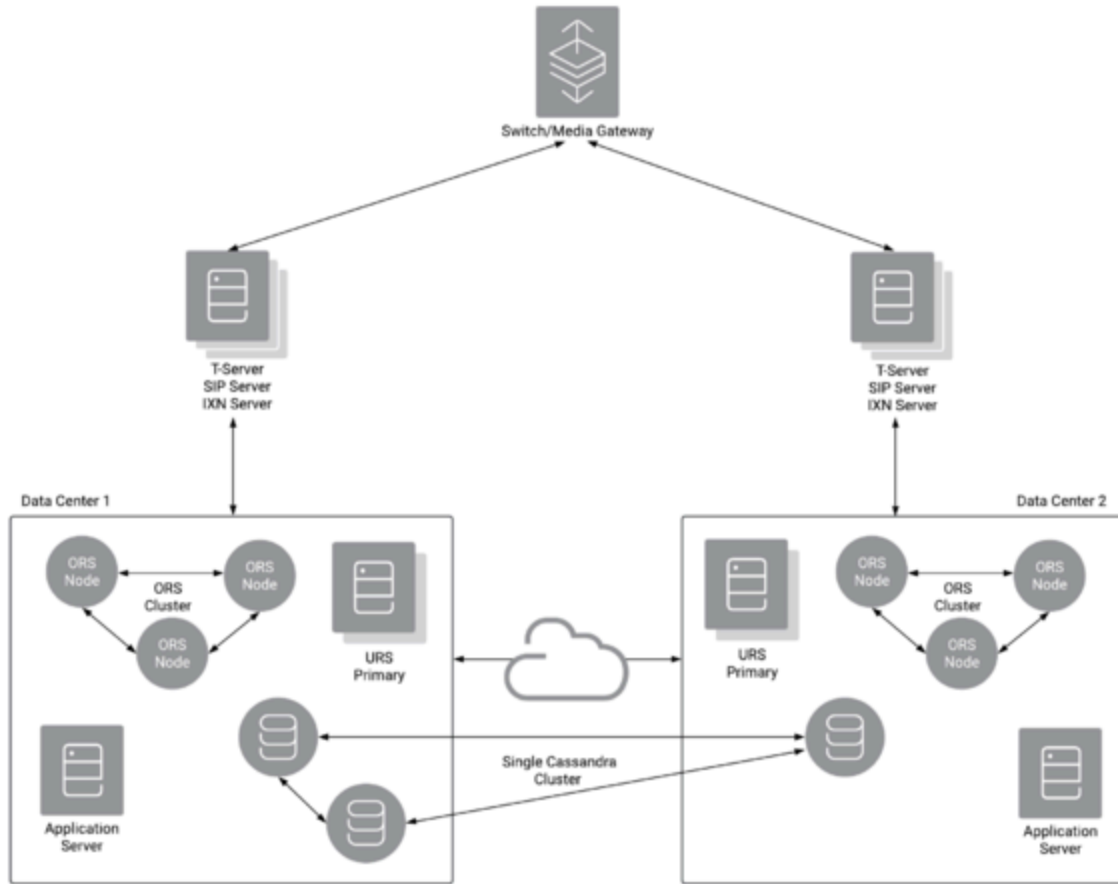 Switch/Media Gateway
T-Server
SIP Server
IXN Server
T-Server
SIP Server
IXN Server
Data Center 1
Data Center 2
ORS
Node
ORS
Node
ORS
Cluster
ORS
Node
URS
Primary
URS
Primary
ORS
Node
ORS
Node
ORS
Cluster
ORS
Node
Single Cassandra
Cluster
Application
Server
Application
Server